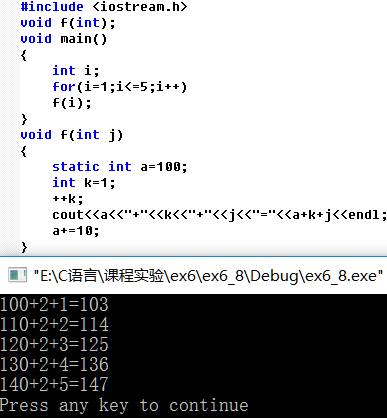 #include <iostream.h>
void f(int);
void main()
{
    int i;
    for(i=1;i<=5;i++)
    f(i);
}
void f(int j)
{
    static int a=100;
    int k=1;
    ++k;
    cout<<a<<"+"<<k<<"+"<<j<<"="<<a+k+j<<endl;
    a+=10;
}
"E:\C语言\课程实验\ex6\ex6_8\Debug\ex6_8.exe"
100+2+1=103
110+2+2=114
120+2+3=125
130+2+4=136
140+2+5=147
Press any key to continue